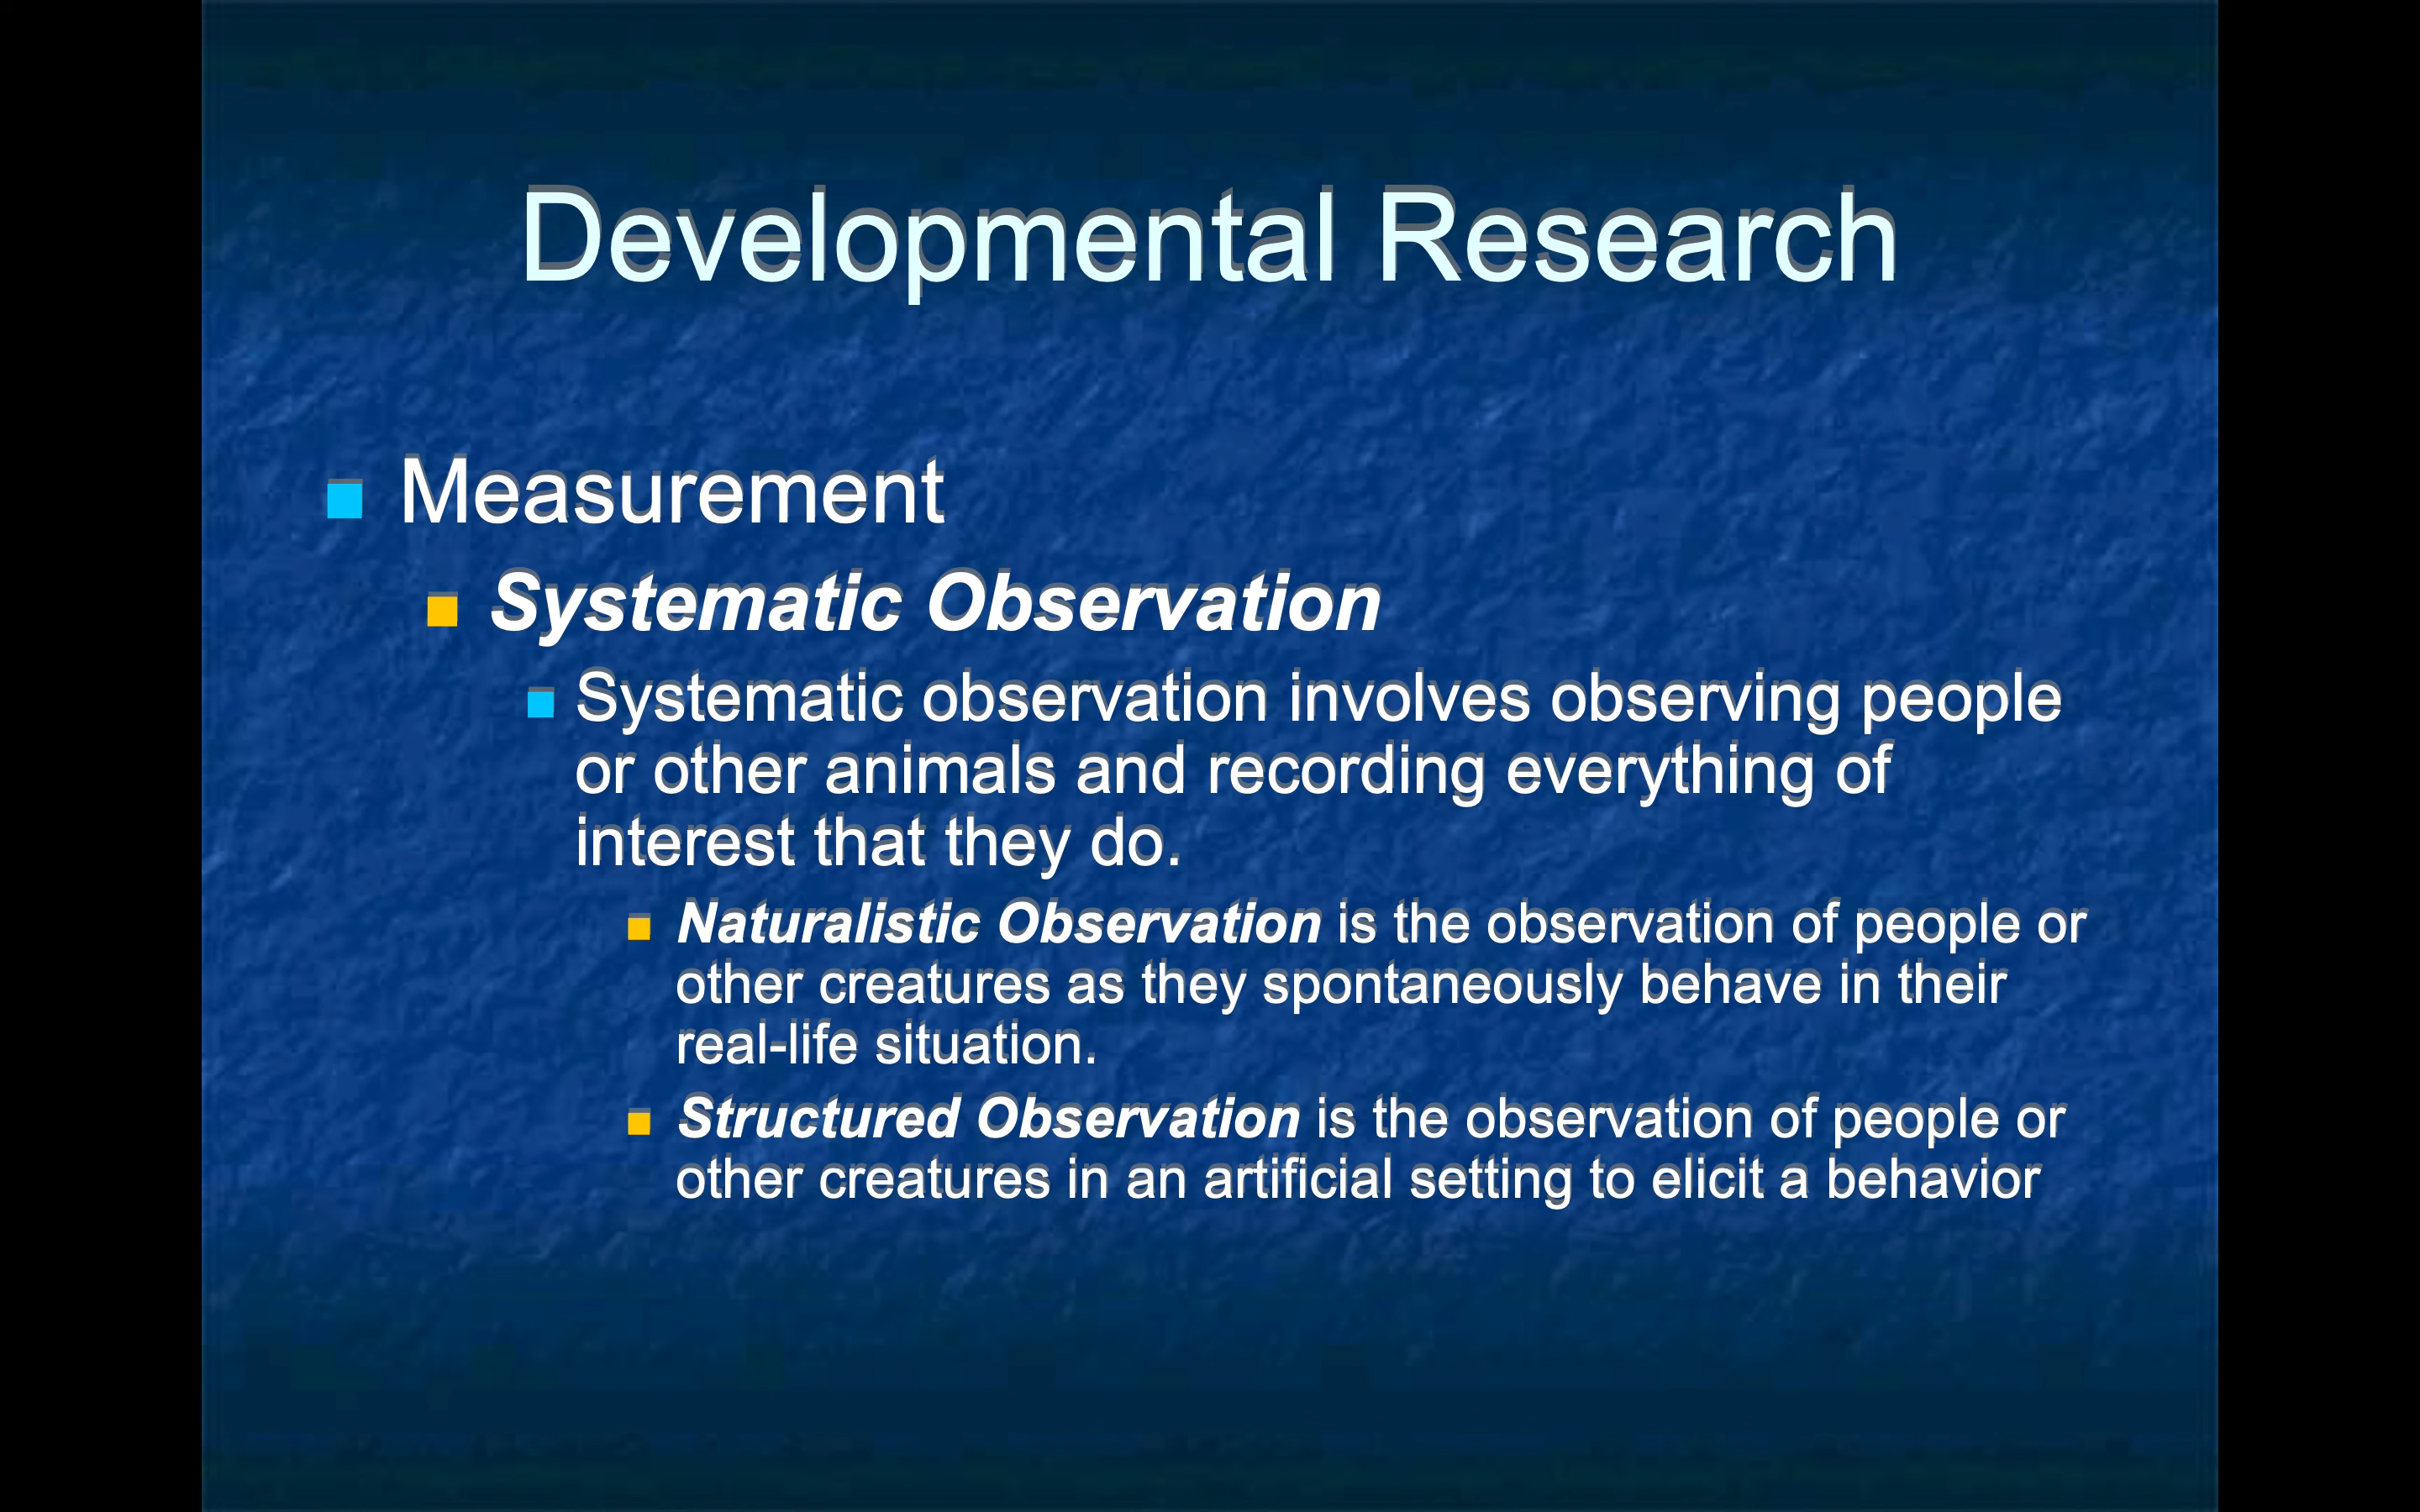 Developmental Research
Measurement
Systematic Observation
Systematic observation involves observing people
or other animals and recording everything of
interest that they do.
Naturalistic Observation is the observation of people or
other creatures as they spontaneously behave in their
real-life situation.
Structured Observation is the observation of people or
other creatures in an artificial setting to elicit a behavior